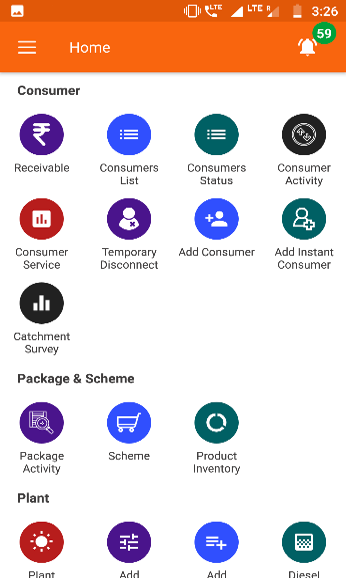 LTE LTE R 3:26
Home 59
Consumer
Receivable Consumers List Consumers Status Consumer Activity
Consumer Service Temporary Disconnect Add Consumer Add Instant Consumer
Catchment Survey
Package & Scheme
Package Activity Scheme Product Inventory
Plant
Plant Add Add Diesel